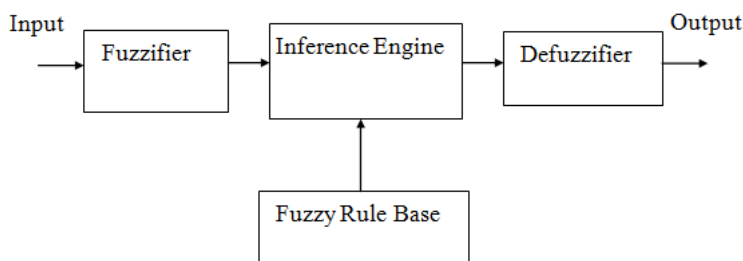 Input
Fuzzifier
Inference Engine
Defuzzifier
Output
Fuzzy Rule Base